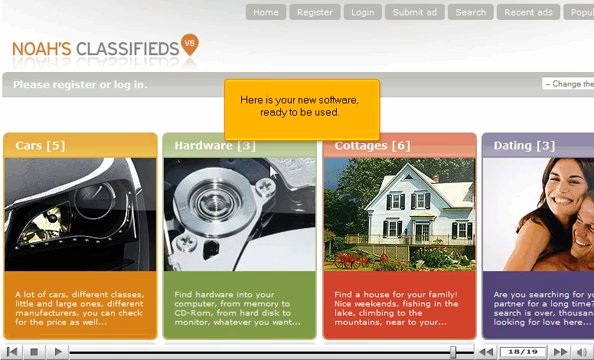 Home
Register
Login
Submit ad
Search
Recent ads
Popu
NOAH'S CLASSIFIEDS V8
Please register or log in.
-- Change the
Here is your new software,
ready to be used.
Cars [5]
Hardware [3]
Cottages [6]
Dating [3]
A lot of cars, different classes,
little and large ones, different
manufacturers, you can check
for the price as well...
Find hardware into your
computer, from memory to
CD-Rom, from hard disk to
monitor, whatever you want...
Find a house for your family!
Nice weekends, fishing in the
lake, climbing to the
mountains, near to your...
Are you searching for yo
partner for a long time?
search is over, thousan
looking for love here...
18/19